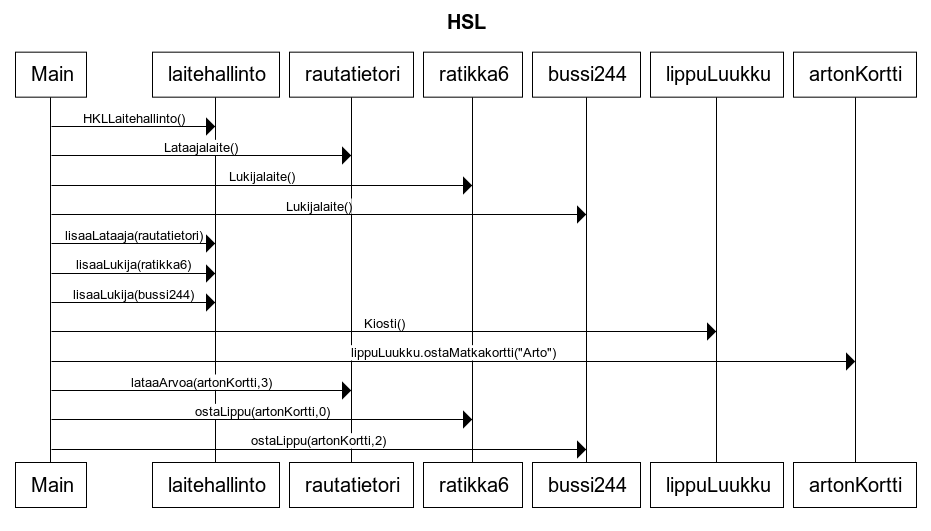 HSL
Main laitehallinto rautatietori ratikka6 bussi244 lippuLuukku artonKortti
HKLLaitehallinto()
Lataajalaite()
Lukijalaite()
Lukijalaite()
lisaaLataaja(rautatietori)
lisaaLukija(ratikka6)
lisaaLukija(bussi244)
Kiosti()
lippuLuukku.ostaMatkakortti("Arto")
lataaArvoa(artonKortti,3)
ostaLippu(artonKortti,0)
ostaLippu(artonKortti,2)
Main laitehallinto rautatietori ratikka6 bussi244 lippuLuukku artonKortti